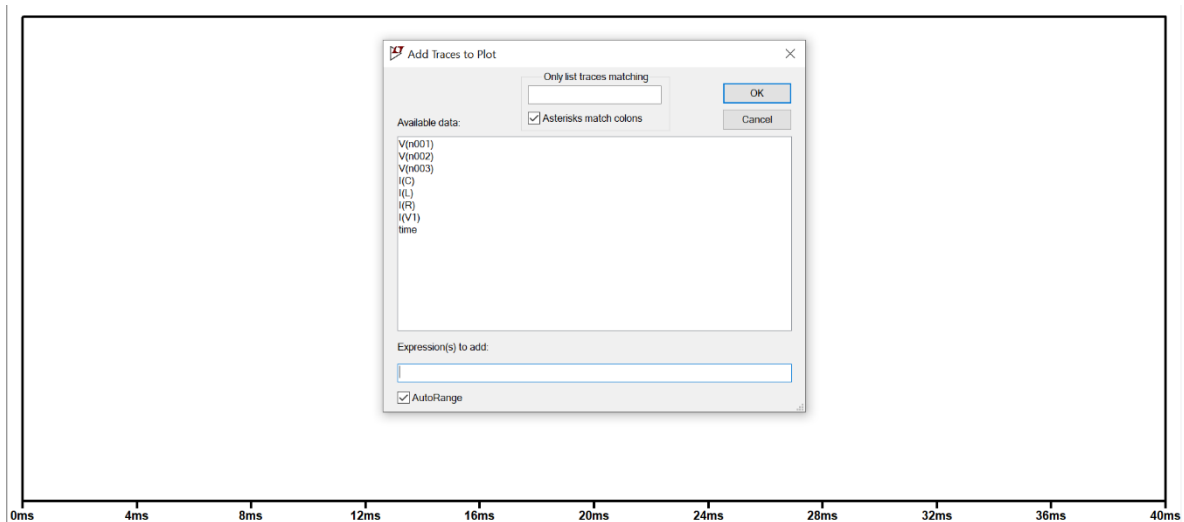 Add Traces to Plot
Only list traces matching
OK
Available data:
Asterisks match colons
Cancel
V(n001)
V(n002)
V(n003)
I(C)
I(L)
I(R)
I(V1)
time
Expression(s) to add:
AutoRange
0ms 4ms 8ms 12ms 16ms 20ms 24ms 28ms 32ms 36ms 40ms